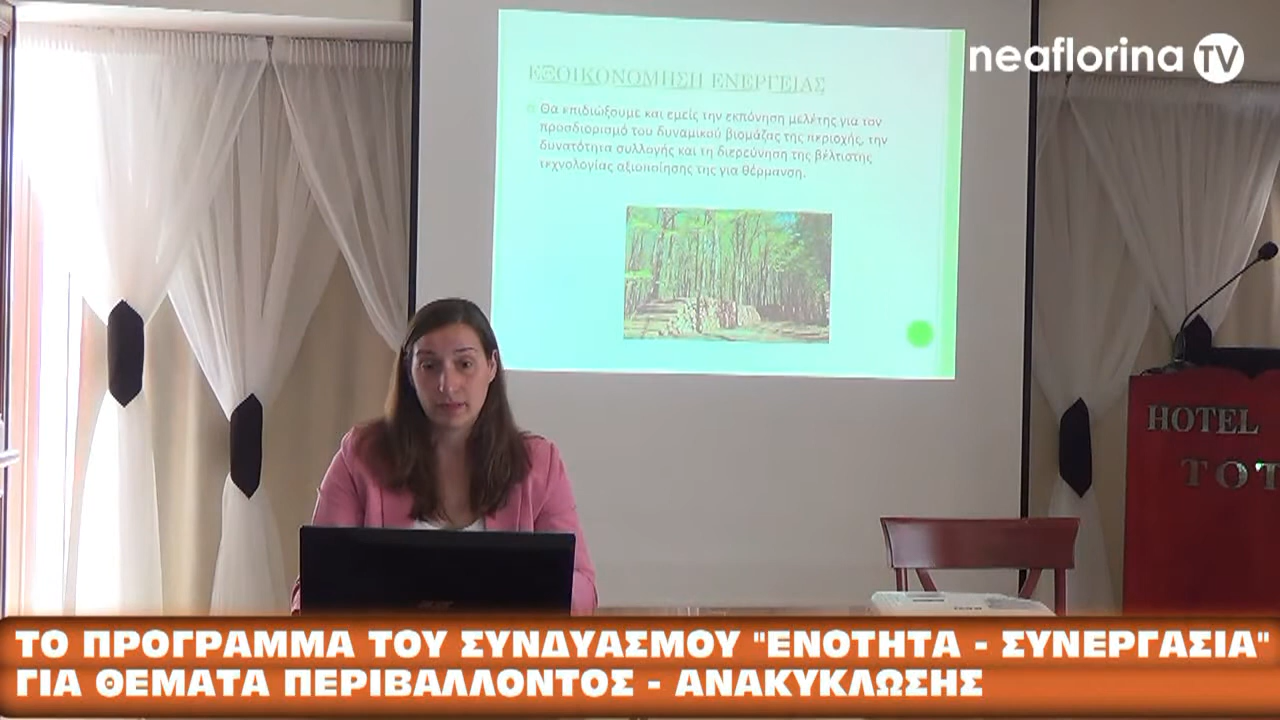 neaflorina TV
ΕΞΟΙΚΟΝΟΜΗΣΗ ΕΝΕΡΓΕΙΑΣ
Θα επιδιώξουμε και εμείς την εκπόνηση μελέτης για τον
προσδιορισμό του δυναμικού βιομάζας της περιοχής, την
δυνατότητα συλλογής και τη διερεύνηση της βέλτιστης
τεχνολογίας αξιοποίησης της για θέρμανση.
HOTEL
TOT
ΤΟ ΠΡΟΓΡΑΜΜΑ ΤΟΥ ΣΥΝΔΥΑΣΜΟΥ "ΕΝΟΤΗΤΑ - ΣΥΝΕΡΓΑΣΙΑ"
ΓΙΑ ΘΕΜΑΤΑ ΠΕΡΙΒΑΛΛΟΝΤΟΣ - ΑΝΑΚΥΚΛΩΣΗΣ